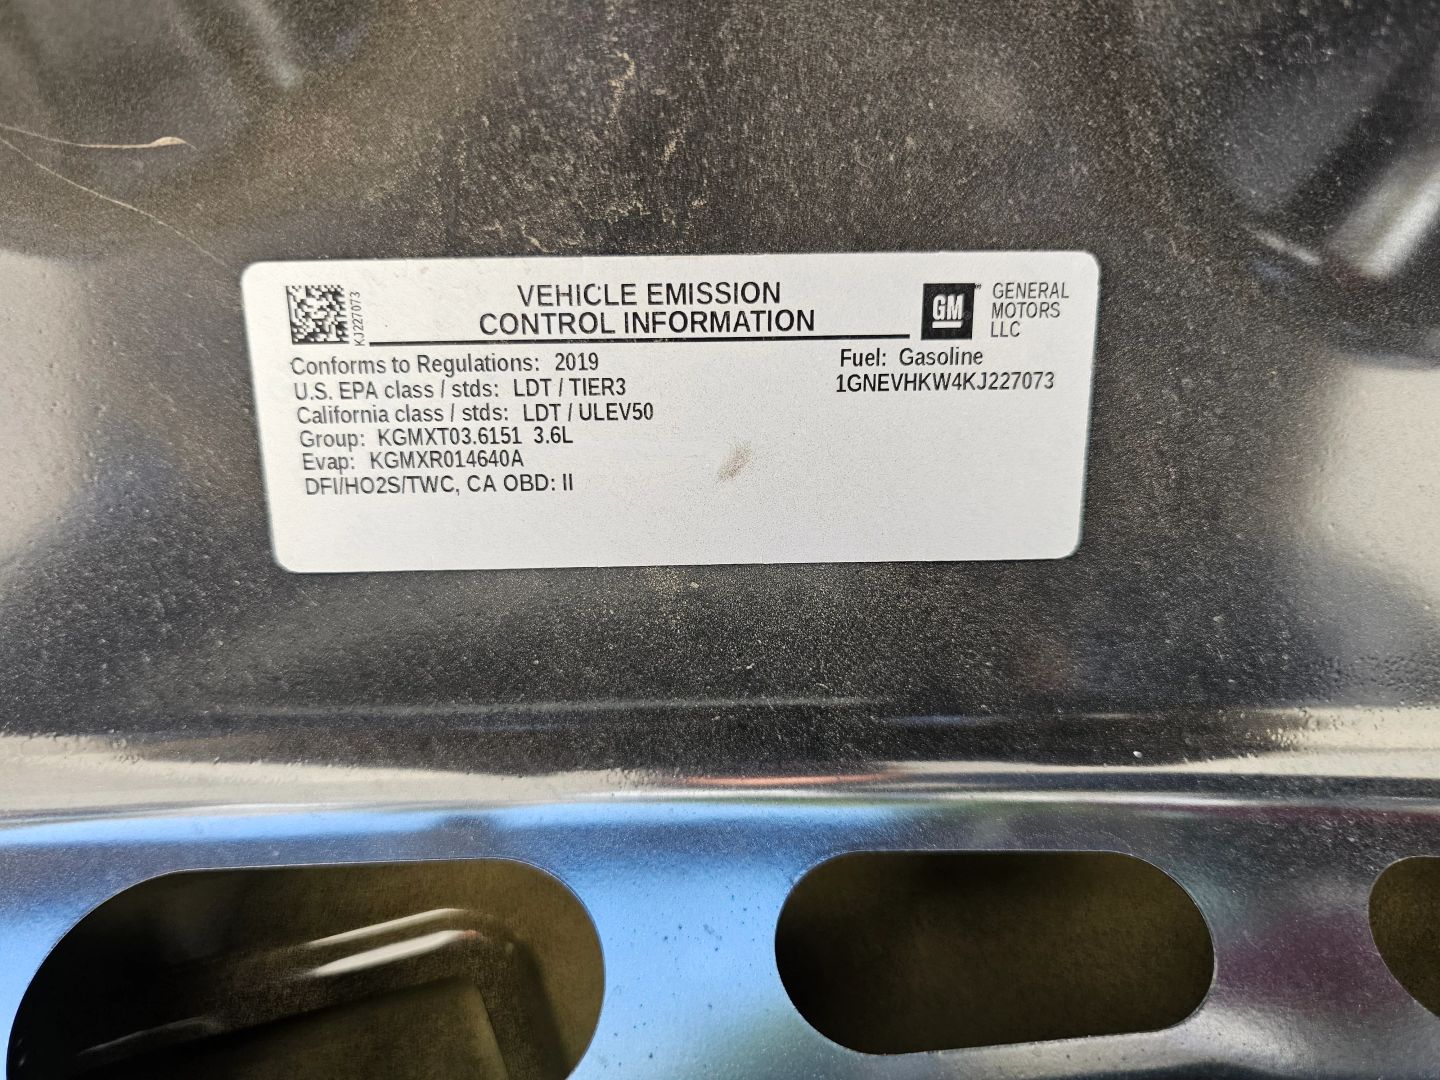 KJ227073
VEHICLE EMISSION
CONTROL INFORMATION
GM
GENERAL
MOTORS
LLC
Conforms to Regulations: 2019
U.S. EPA class / stds: LDT / TIER3
California class / stds: LDT / ULEV50
Group: KGMXT03.6151 3.6L
Evap: KGMXR014640A
DFI/HO2S/TWC, CA OBD: II
Fuel: Gasoline
1GNEVHKW4KJ227073